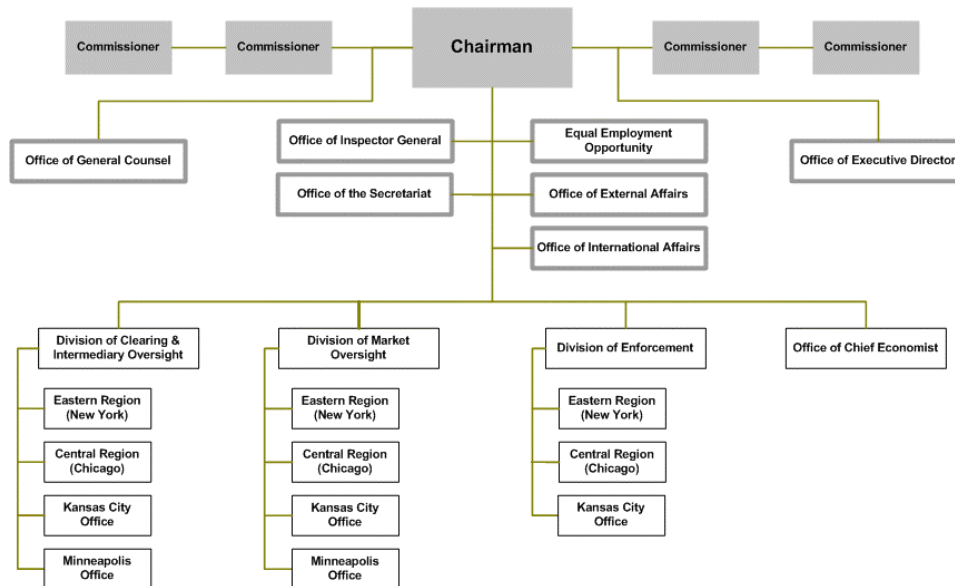 Commissioner
Commissioner
Chairman
Commissioner
Commissioner
Office of General Counsel
Office of Inspector General
Equal Employment
Opportunity
Office of Executive Director
Office of the Secretariat
Office of External Affairs
Office of International Affairs
Division of Clearing &
Intermediary Oversight
Division of Market
Oversight
Division of Enforcement
Office of Chief Economist
Eastern Region
(New York)
Eastern Region
(New York)
Eastern Region
(New York)
Central Region
(Chicago)
Central Region
(Chicago)
Central Region
(Chicago)
Kansas City
Office
Kansas City
Office
Kansas City
Office
Minneapolis
Office
Minneapolis
Office